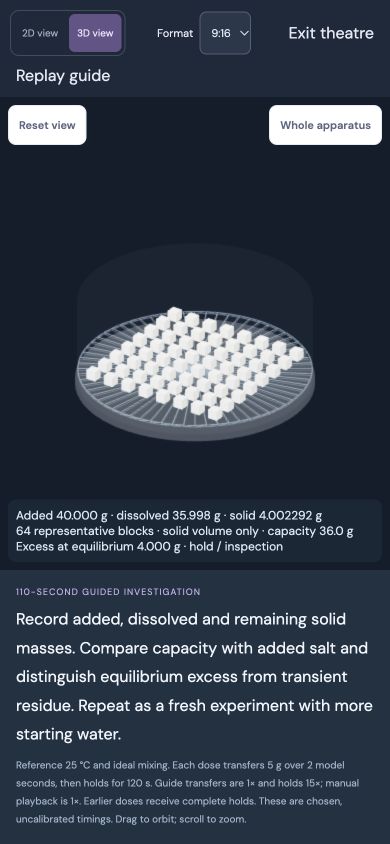 2D view
3D view
Format
9:16
Exit theatre
Replay guide
Reset view
Whole apparatus
Added 40.000 g · dissolved 35.998 g · solid 4.002292 g
64 representative blocks · solid volume only · capacity 36.0 g
Excess at equilibrium 4.000 g · hold / inspection
110-SECOND GUIDED INVESTIGATION
Record added, dissolved and remaining solid
masses. Compare capacity with added salt and
distinguish equilibrium excess from transient
residue. Repeat as a fresh experiment with more
starting water.
Reference 25 °C and ideal mixing. Each dose transfers 5 g over 2 model
seconds, then holds for 120 s. Guide transfers are 1× and holds 15×; manual
playback is 1×. Earlier doses receive complete holds. These are chosen,
uncalibrated timings. Drag to orbit; scroll to zoom.